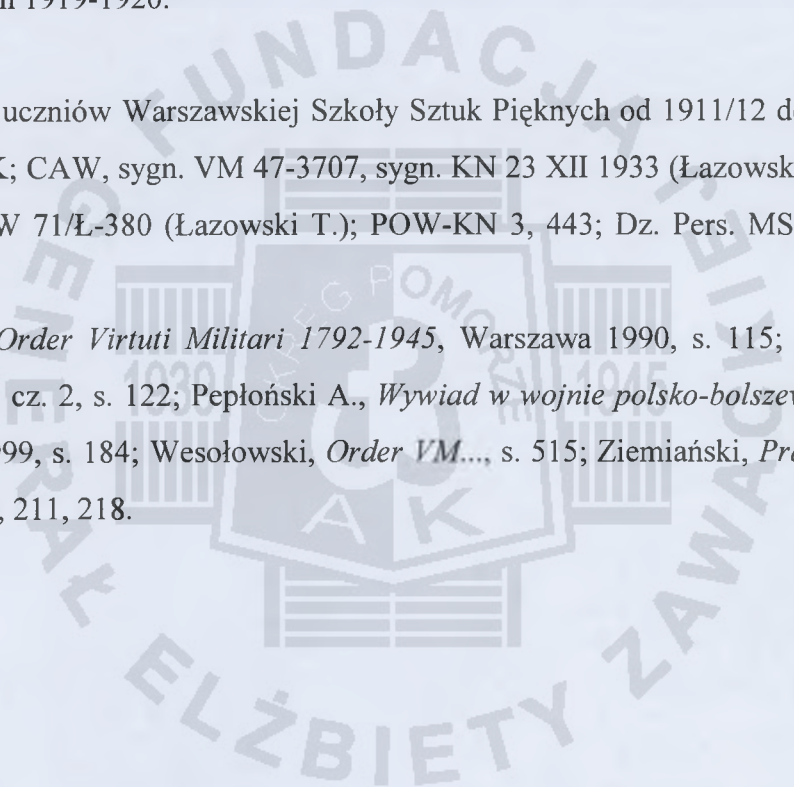 1919-1920.
uczniów Warszawskiej Szkoły Sztuk Pięknych od 1911/12
; CAW, sygn. VM 47-3707, sygn. KN 23 XII 1933 (Łazowsk
W 71/Ł-380 (Łazowski T.); POW-KN 3, 443; Dz. Pers. MS
Order Virtuti Militari 1792-1945, Warszawa 1990, s. 115;
cz. 2, s. 122; Pepłoński A., Wywiad w wojnie polsko-bolszew
99, s. 184; Wesołowski, Order VM..., s. 515; Ziemiański, Pr
, 211, 218.
FUNDACJA GENERAŁ ELŻBIETY ZAWACKIEJ
OKRĘG POMORZE
1939 1945
AK